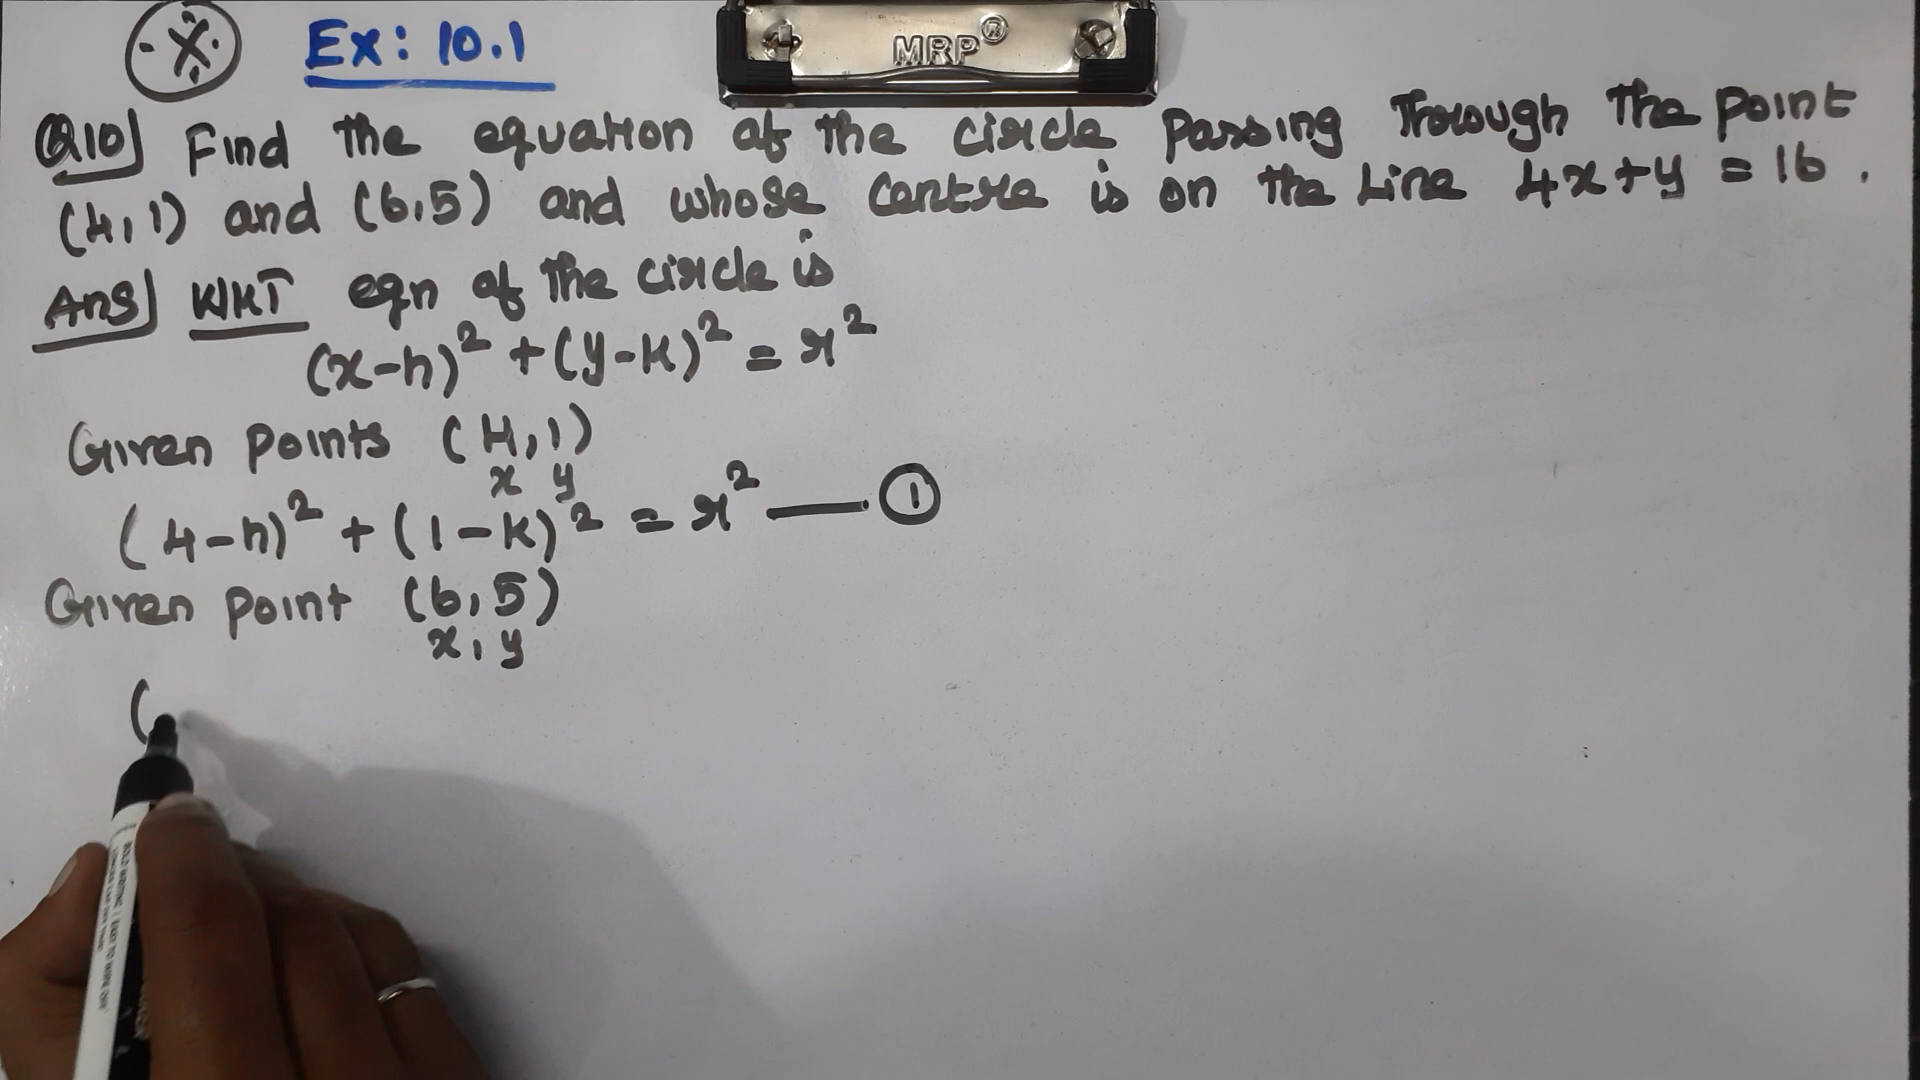 X Ex: 10.1
MRP®
Q10] Find the equation of the circle passing through the point
(4,1) and (6,5) and whose centre is on the Line 4x+y = 16.
Ans] WKT eqn of the circle is
(x-h)² + (y-k)² = r²
Given points (4,1)
x y
(4-h)² + (1-k)² = r² — ①
Given point (6,5)
x, y
(